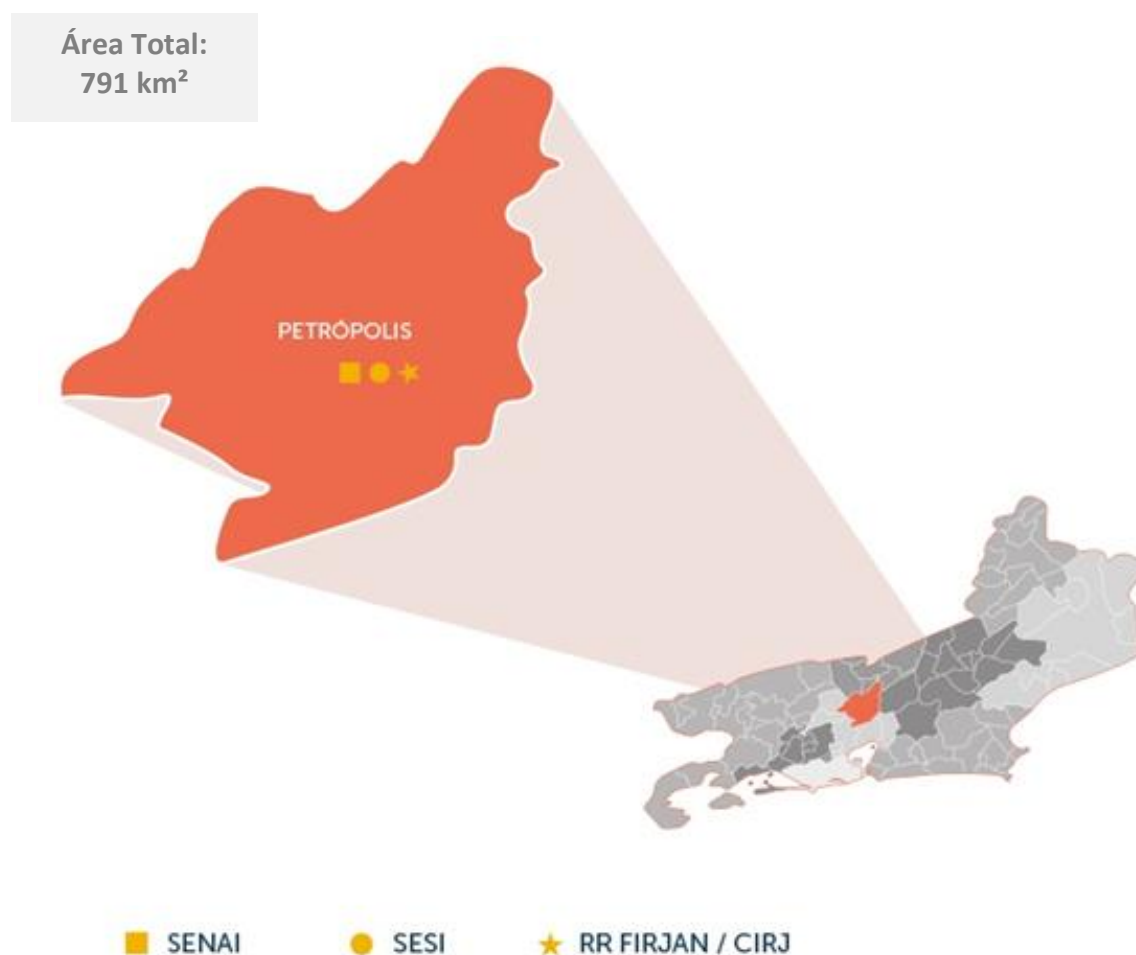 Área Total:
791 km²
PETRÓPOLIS
SENAI
SESI
RR FIRJAN / CIRJ